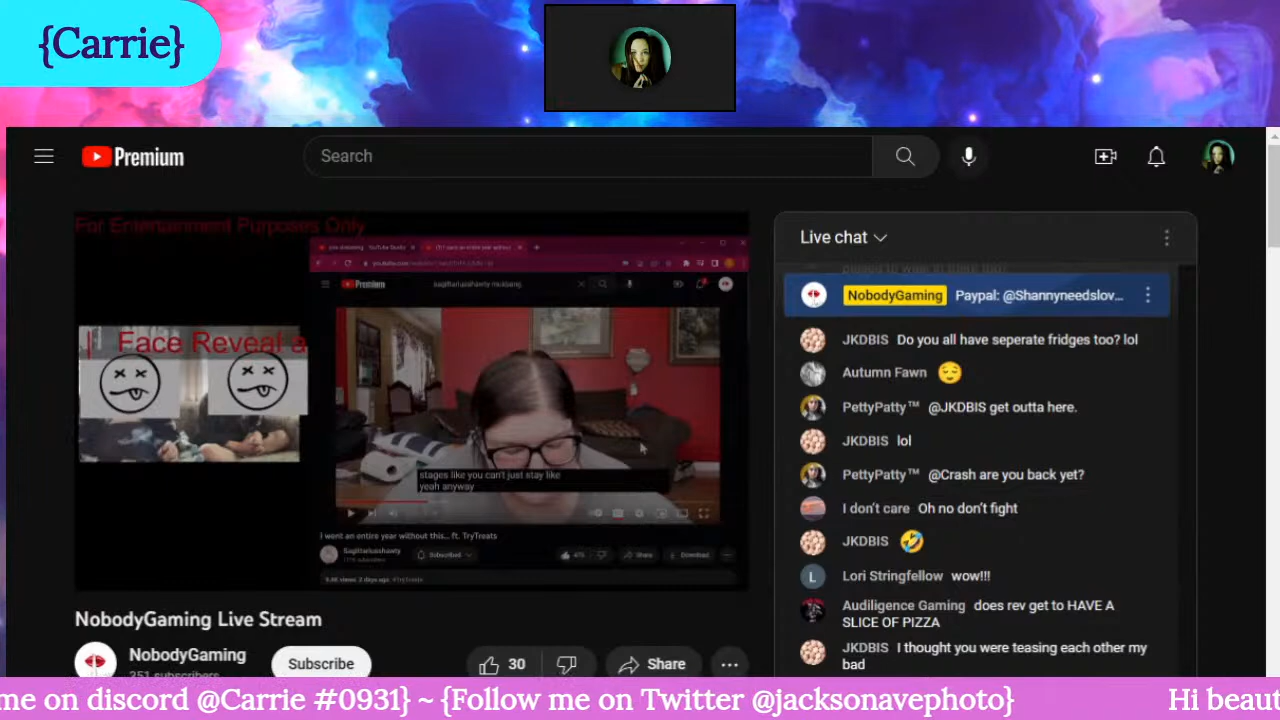 {Carrie}
Premium
Search
For Entertainment Purposes Only
Premium
Face Reveal a
stages like you can't just stay like
yeah anyway
I went an entire year without this... ft. TryTreats
Sagittariusshawty
Subscribed
Share
Download
NobodyGaming Live Stream
NobodyGaming
351 subscribers
Subscribe
30
Share
Live chat
NobodyGaming Paypal: @Shannyneedslov...
JKDBIS Do you all have seperate fridges too? lol
Autumn Fawn
PettyPatty™ @JKDBIS get outta here.
JKDBIS lol
PettyPatty™ @Crash are you back yet?
I don't care Oh no don't fight
JKDBIS
L Lori Stringfellow wow!!!
Audiligence Gaming does rev get to HAVE A
SLICE OF PIZZA
JKDBIS I thought you were teasing each other my
bad
me on discord @Carrie #0931} ~ {Follow me on Twitter @jacksonavephoto} Hi beaut